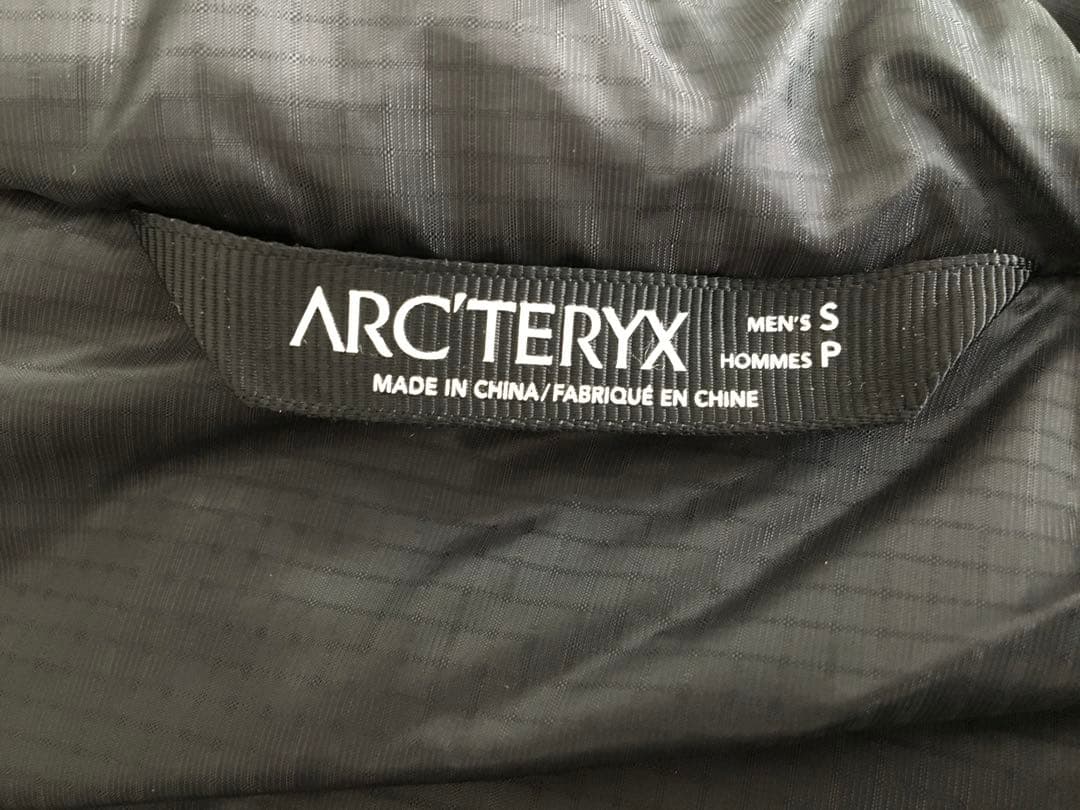 ARC'TERYX
MEN'S S
HOMMES P
MADE IN CHINA/FABRIQUÉ EN CHINE